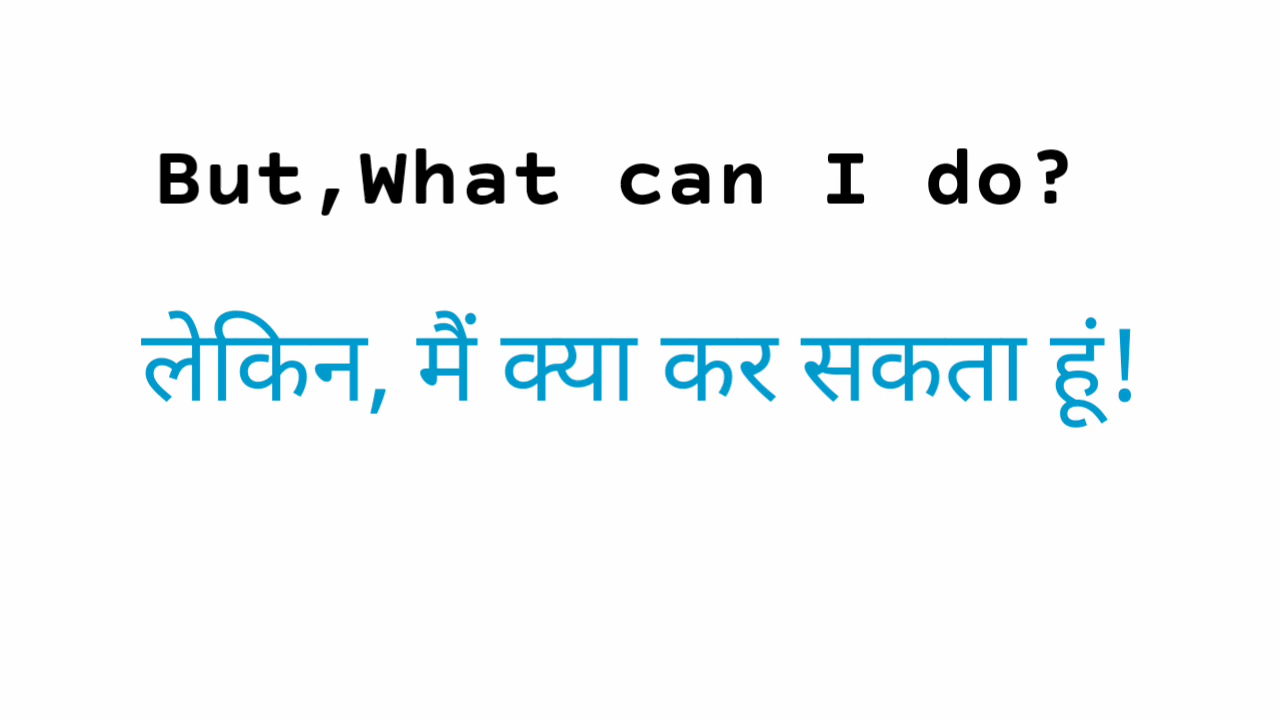 But,What can I do?
लेकिन, मैं क्या कर सकता हूं!